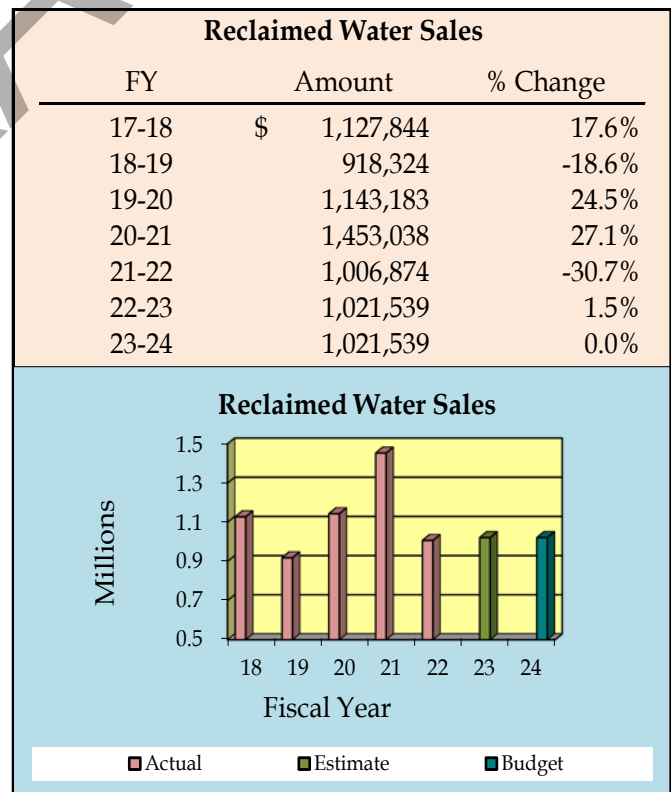 Reclaimed Water Sales
FY Amount % Change
17-18 $ 1,127,844 17.6%
18-19 918,324 -18.6%
19-20 1,143,183 24.5%
20-21 1,453,038 27.1%
21-22 1,006,874 -30.7%
22-23 1,021,539 1.5%
23-24 1,021,539 0.0%
Reclaimed Water Sales
1.5
1.3
1.1
0.9
0.7
0.5
Millions
18 19 20 21 22 23 24
Fiscal Year
Actual Estimate Budget